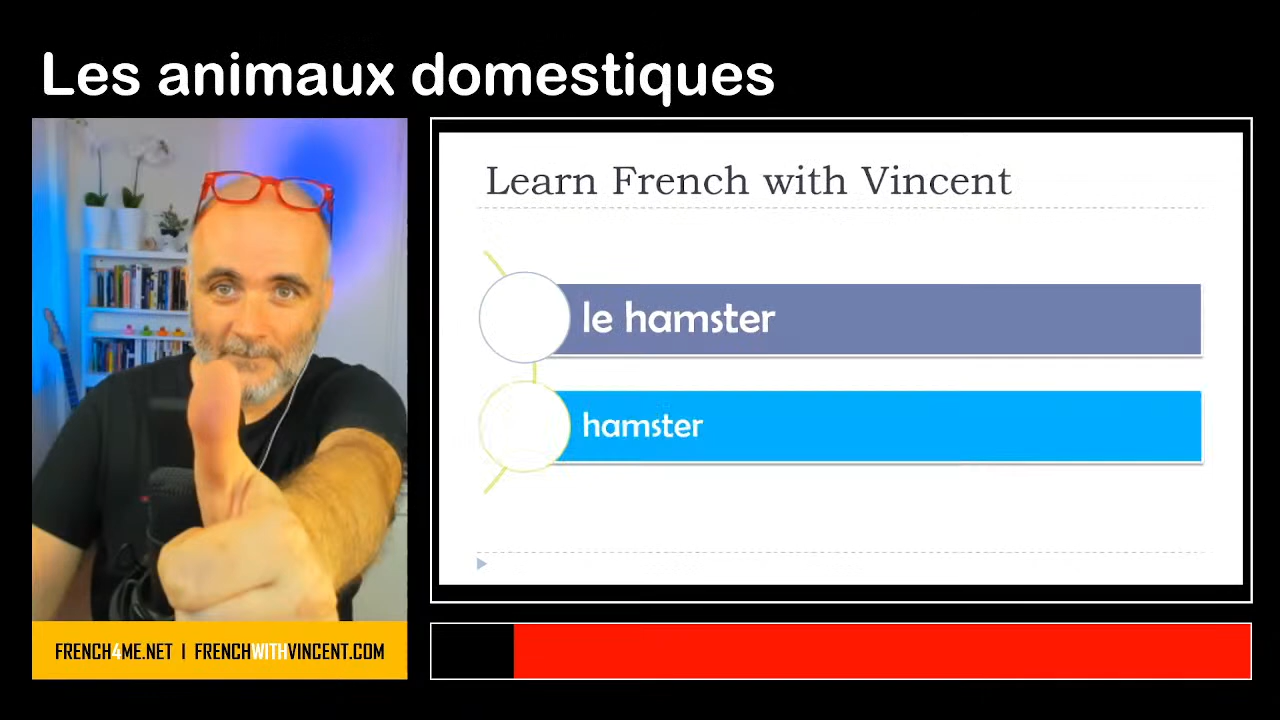 Les animaux domestiques
Learn French with Vincent
le hamster
hamster
FRENCH4ME.NET I FRENCHWITHVINCENT.COM